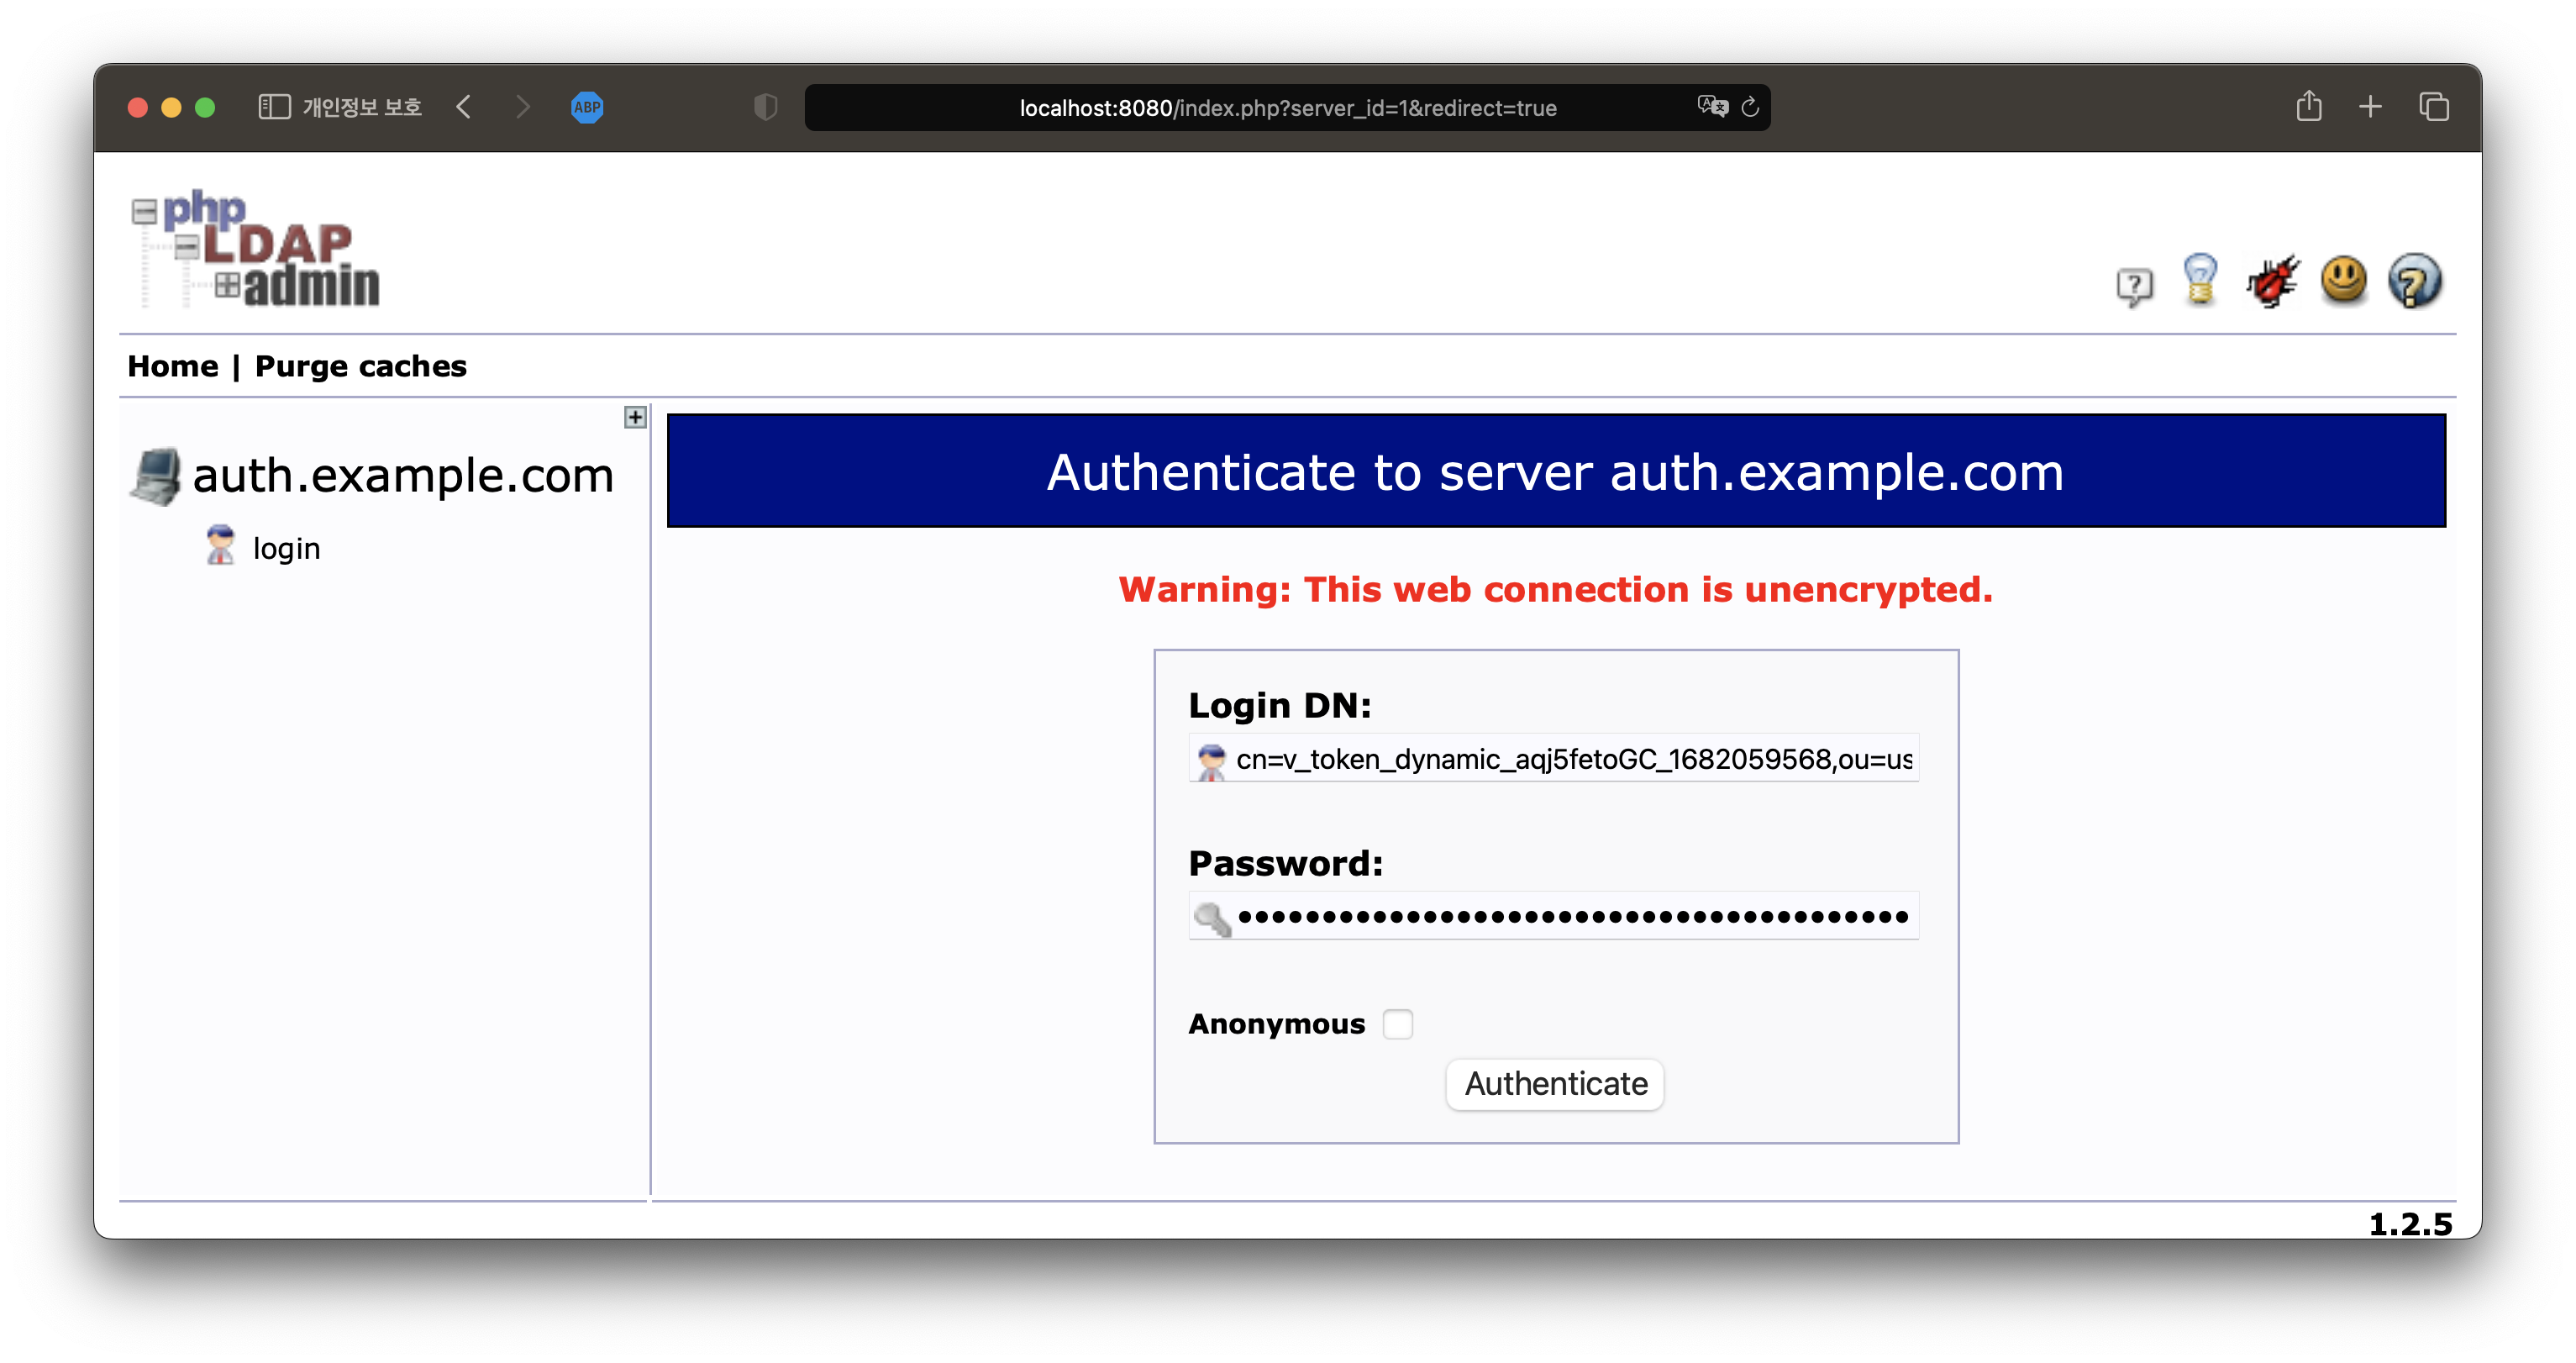 개인정보 보호
ABP
localhost:8080/index.php?server_id=1&redirect=true
php
LDAP
admin
Home | Purge caches
auth.example.com
login
Authenticate to server auth.example.com
Warning: This web connection is unencrypted.
Login DN:
cn=v_token_dynamic_aqj5fetoGC_1682059568,ou=us
Password:
••••••••••••••••••••••••••••••••••••••••
Anonymous
Authenticate
1.2.5